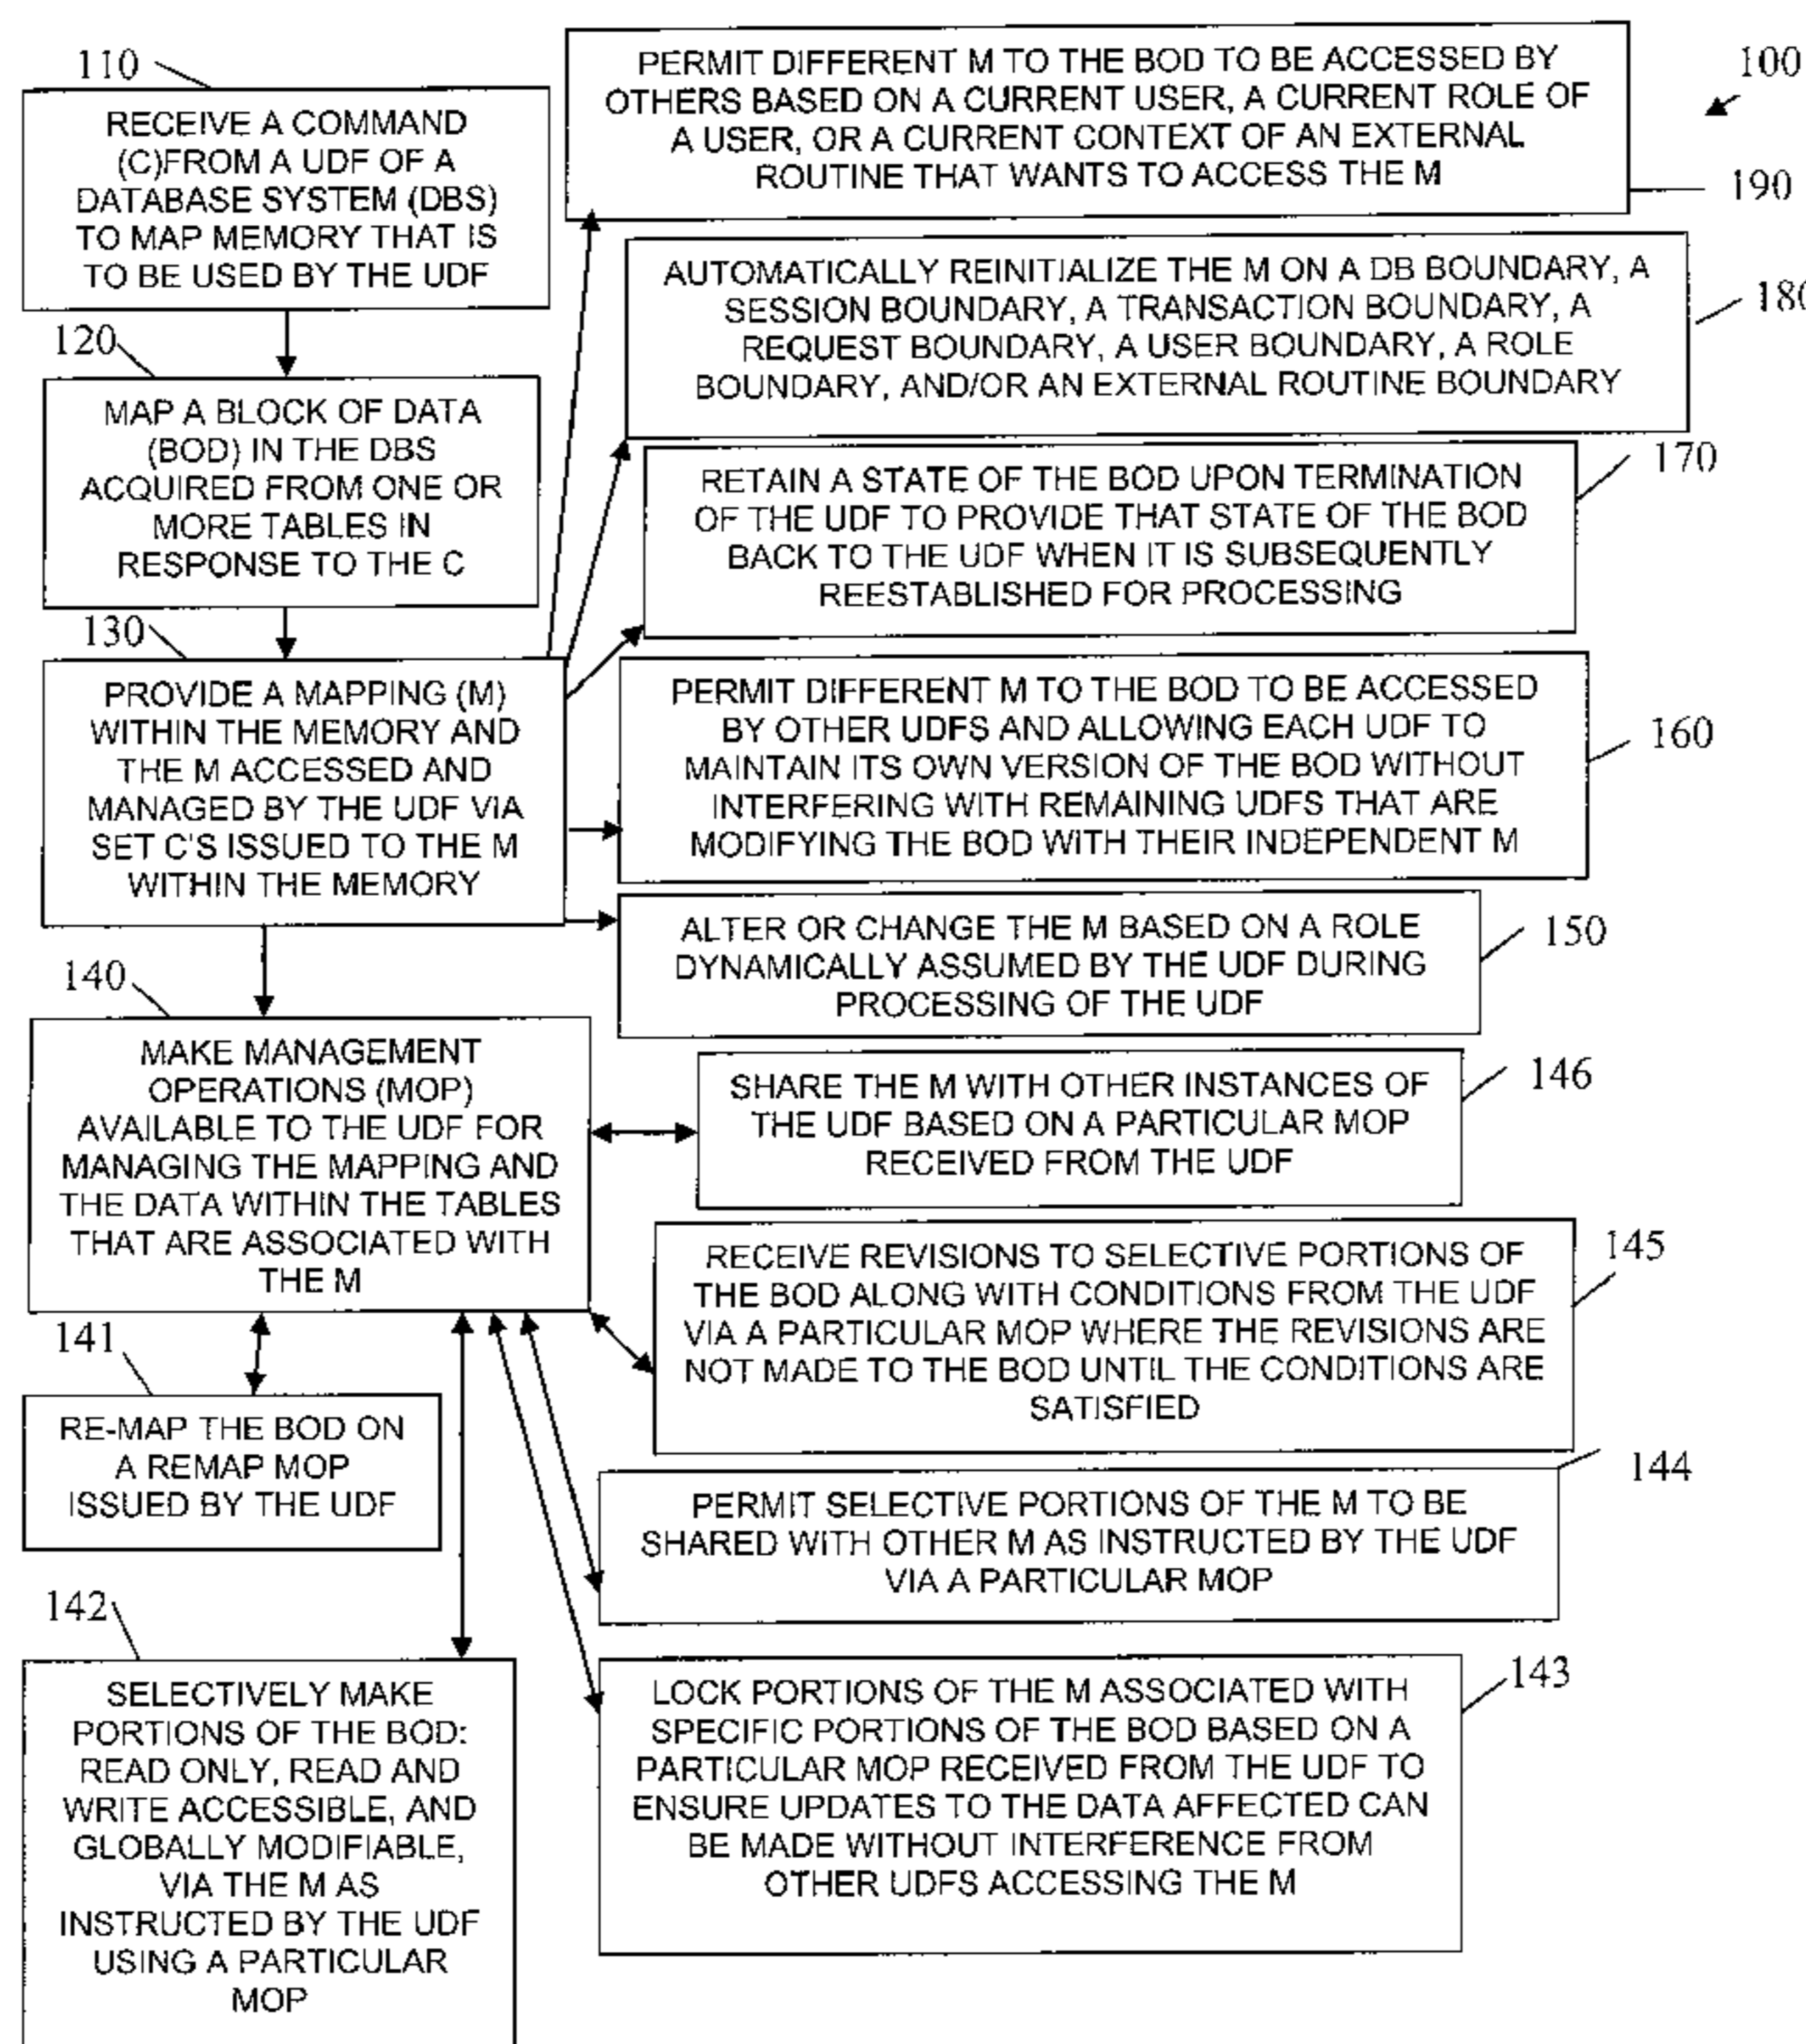 110
RECEIVE A COMMAND
(C)FROM A UDF OF A
DATABASE SYSTEM (DBS)
TO MAP MEMORY THAT IS
TO BE USED BY THE UDF
120
MAP A BLOCK OF DATA
(BOD) IN THE DBS
ACQUIRED FROM ONE OR
MORE TABLES IN
RESPONSE TO THE C
130
PROVIDE A MAPPING (M)
WITHIN THE MEMORY AND
THE M ACCESSED AND
MANAGED BY THE UDF VIA
SET C'S ISSUED TO THE M
WITHIN THE MEMORY
140
MAKE MANAGEMENT
OPERATIONS (MOP)
AVAILABLE TO THE UDF FOR
MANAGING THE MAPPING AND
THE DATA WITHIN THE TABLES
THAT ARE ASSOCIATED WITH
THE M
141
RE-MAP THE BOD ON
A REMAP MOP
ISSUED BY THE UDF
142
SELECTIVELY MAKE
PORTIONS OF THE BOD:
READ ONLY, READ AND
WRITE ACCESSIBLE, AND
GLOBALLY MODIFIABLE,
VIA THE M AS
INSTRUCTED BY THE UDF
USING A PARTICULAR
MOP
100
PERMIT DIFFERENT M TO THE BOD TO BE ACCESSED BY
OTHERS BASED ON A CURRENT USER, A CURRENT ROLE OF
A USER, OR A CURRENT CONTEXT OF AN EXTERNAL
ROUTINE THAT WANTS TO ACCESS THE M
190
AUTOMATICALLY REINITIALIZE THE M ON A DB BOUNDARY, A
SESSION BOUNDARY, A TRANSACTION BOUNDARY, A
REQUEST BOUNDARY, A USER BOUNDARY, A ROLE
BOUNDARY, AND/OR AN EXTERNAL ROUTINE BOUNDARY
180
RETAIN A STATE OF THE BOD UPON TERMINATION
OF THE UDF TO PROVIDE THAT STATE OF THE BOD
BACK TO THE UDF WHEN IT IS SUBSEQUENTLY
REESTABLISHED FOR PROCESSING
170
PERMIT DIFFERENT M TO THE BOD TO BE ACCESSED
BY OTHER UDFS AND ALLOWING EACH UDF TO
MAINTAIN ITS OWN VERSION OF THE BOD WITHOUT
INTERFERING WITH REMAINING UDFS THAT ARE
MODIFYING THE BOD WITH THEIR INDEPENDENT M
160
ALTER OR CHANGE THE M BASED ON A ROLE
DYNAMICALLY ASSUMED BY THE UDF DURING
PROCESSING OF THE UDF
150
SHARE THE M WITH OTHER INSTANCES OF
THE UDF BASED ON A PARTICULAR MOP
RECEIVED FROM THE UDF
146
RECEIVE REVISIONS TO SELECTIVE PORTIONS OF
THE BOD ALONG WITH CONDITIONS FROM THE UDF
VIA A PARTICULAR MOP WHERE THE REVISIONS ARE
NOT MADE TO THE BOD UNTIL THE CONDITIONS ARE
SATISFIED
145
PERMIT SELECTIVE PORTIONS OF THE M TO BE
SHARED WITH OTHER M AS INSTRUCTED BY THE UDF
VIA A PARTICULAR MOP
144
LOCK PORTIONS OF THE M ASSOCIATED WITH
SPECIFIC PORTIONS OF THE BOD BASED ON A
PARTICULAR MOP RECEIVED FROM THE UDF TO
ENSURE UPDATES TO THE DATA AFFECTED CAN
BE MADE WITHOUT INTERFERENCE FROM
OTHER UDFS ACCESSING THE M
143